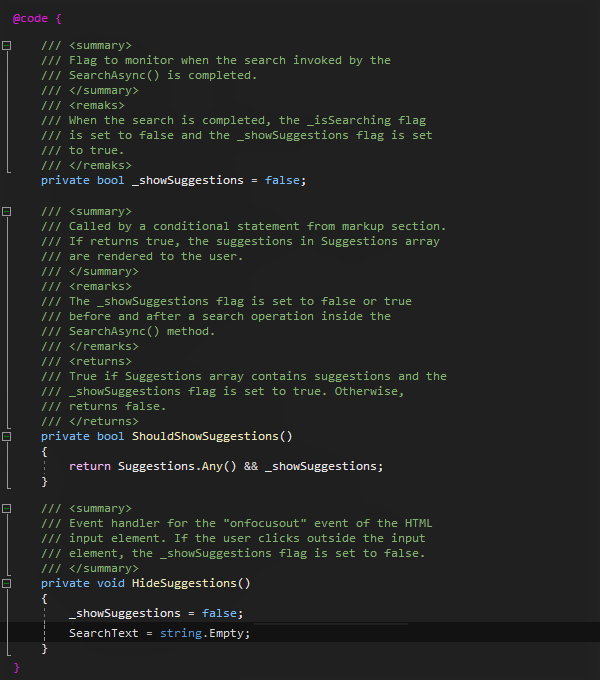 @code {
/// <summary>
/// Flag to monitor when the search invoked by the
/// SearchAsync() is completed.
/// </summary>
/// <remaks>
/// When the search is completed, the _isSearching flag
/// is set to false and the _showSuggestions flag is set
/// to true.
/// </remaks>
private bool _showSuggestions = false;
/// <summary>
/// Called by a conditional statement from markup section.
/// If returns true, the suggestions in Suggestions array
/// are rendered to the user.
/// </summary>
/// <remarks>
/// The _showSuggestions flag is set to false or true
/// before and after a search operation inside the
/// SearchAsync() method.
/// </remarks>
/// <returns>
/// True if Suggestions array contains suggestions and the
/// _showSuggestions flag is set to true. Otherwise,
/// returns false.
/// </returns>
private bool ShouldShowSuggestions()
{
return Suggestions.Any() && _showSuggestions;
}
/// <summary>
/// Event handler for the "onfocusout" event of the HTML
/// input element. If the user clicks outside the input
/// element, the _showSuggestions flag is set to false.
/// </summary>
private void HideSuggestions()
{
_showSuggestions = false;
SearchText = string.Empty;
}
}